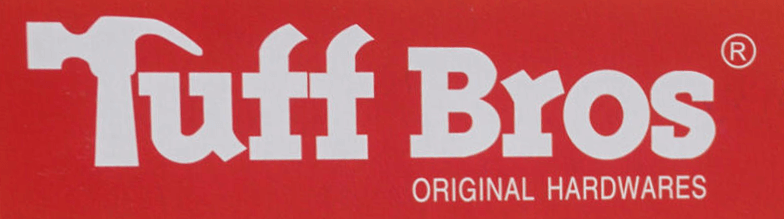 Tuff Bros ®
ORIGINAL HARDWARES